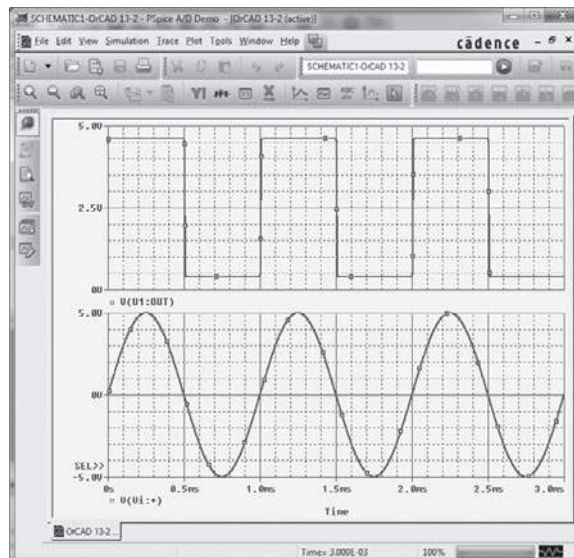 SCHEMATIC1-OrCAD 13-2 - PSpice A/D Demo - [OrCAD 13-2 (active)]
File Edit View Simulation Trace Plot Tools Window Help
cādence
SCHEMATIC1-OrCAD 13-2
5.0V
2.5V
0V
V(U1:OUT)
5.0V
0V
SEL>>
-5.0V
0s 0.5ms 1.0ms 1.5ms 2.0ms 2.5ms 3.0ms
V(Vi:+)
Time
OrCAD 13-2 ...
Time= 3.000E-03 100%